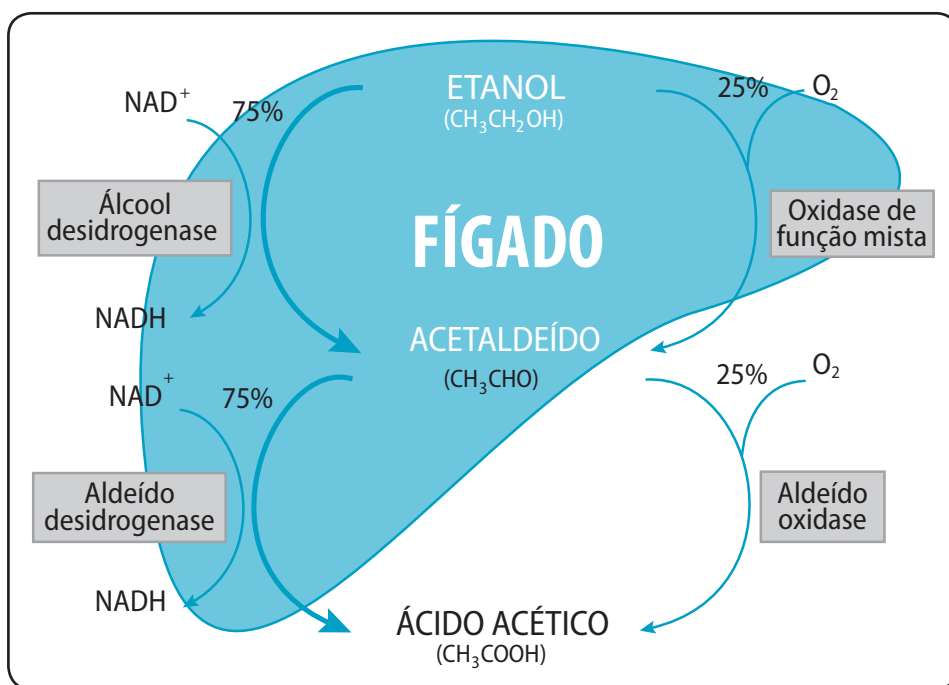 NAD⁺
75%
ETANOL
(CH₃CH₂OH)
25%
O₂
Álcool
desidrogenase
FÍGADO
Oxidase de
função mista
NADH
ACETALDEÍDO
(CH₃CHO)
NAD⁺
75%
25%
O₂
Aldeído
desidrogenase
Aldeído
oxidase
NADH
ÁCIDO ACÉTICO
(CH₃COOH)